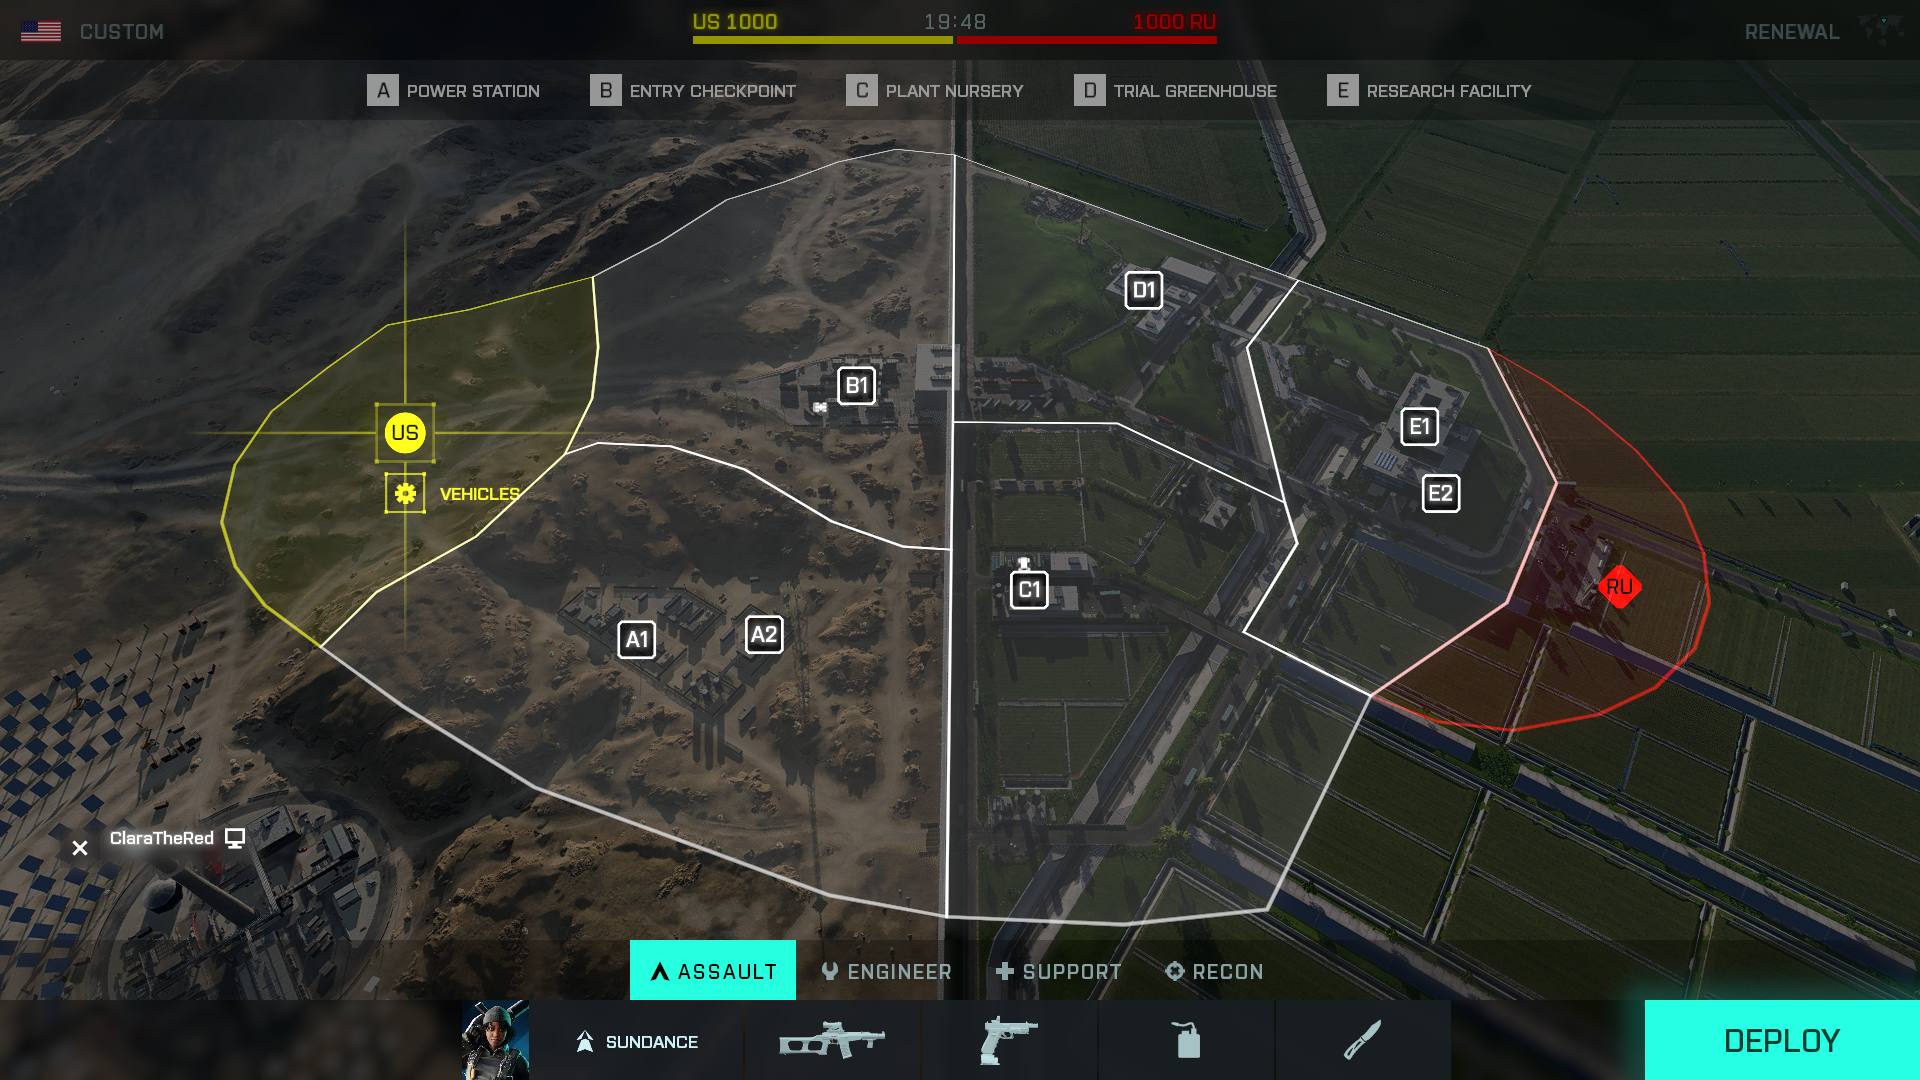 CUSTOM
US 1000
19:48
1000 RU
RENEWAL
A POWER STATION
B ENTRY CHECKPOINT
C PLANT NURSERY
D TRIAL GREENHOUSE
E RESEARCH FACILITY
D1
B1
E1
US
VEHICLES
E2
C1
RU
A1
A2
ClaraTheRed
ASSAULT
ENGINEER
SUPPORT
RECON
SUNDANCE
DEPLOY